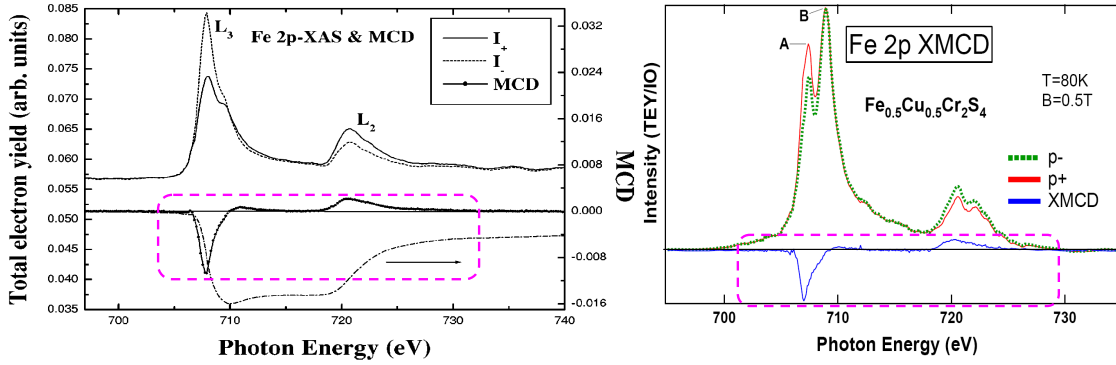 0.085
0.080
0.075
0.070
0.065
0.060
0.055
0.050
0.045
0.040
0.035
Total electron yield (arb. units)
L3
Fe 2p-XAS & MCD
I+
I-
MCD
L2
0.032
0.024
0.016
0.008
0.000
-0.008
-0.016
MCD
700
710
720
730
740
Photon Energy (eV)
Intensity (TEY/IO)
B
A
Fe 2p XMCD
T=80K
B=0.5T
Fe0.5Cu0.5Cr2S4
p-
p+
XMCD
700
710
720
730
Photon Energy (eV)